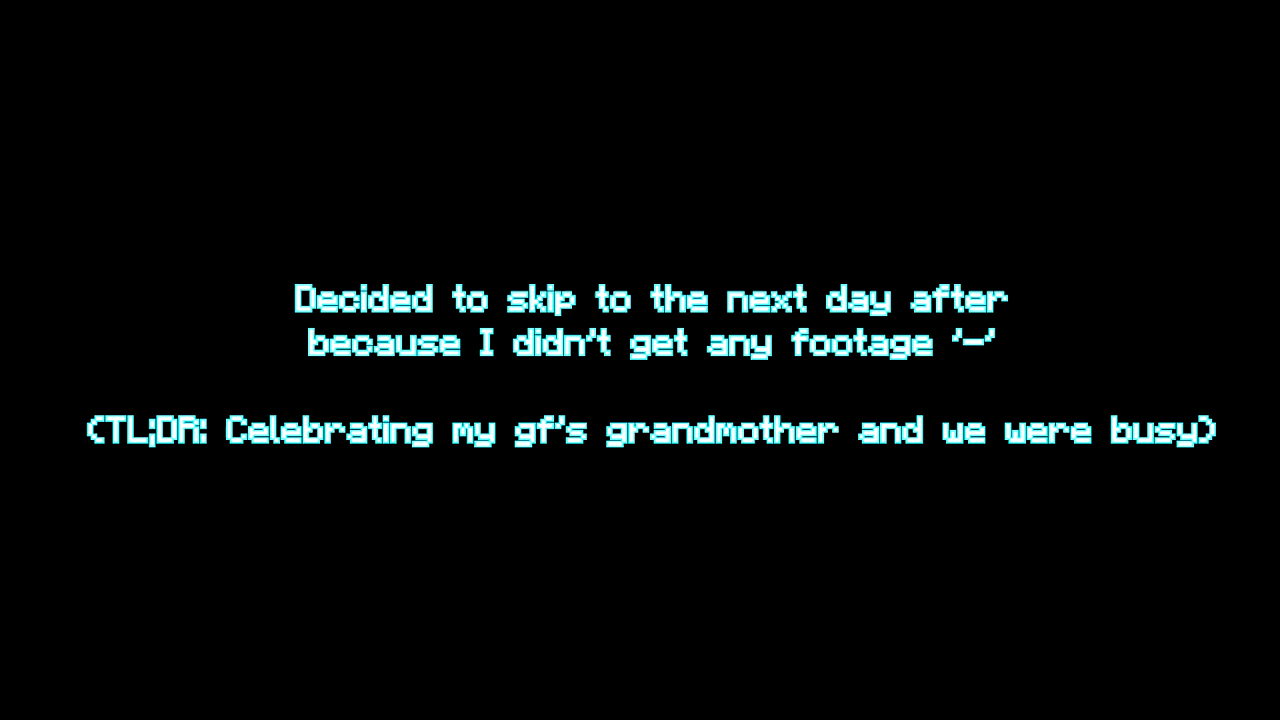 Decided to skip to the next day after
because I didn't get any footage '-'
(TL;DR: Celebrating my gf's grandmother and we were busy)